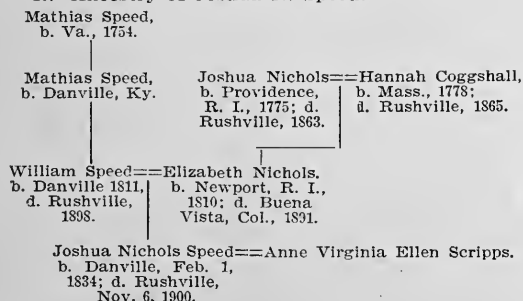 Mathias Speed,
b. Va., 1754.
Mathias Speed,
b. Danville, Ky.
Joshua Nichols==Hannah Coggshall,
b. Providence,
R. I., 1775; d.
Rushville, 1863.
b. Mass., 1778;
d. Rushville, 1865.
William Speed==Elizabeth Nichols.
b. Danville 1811,
d. Rushville,
1898.
b. Newport, R. I.,
1810; d. Buena
Vista, Col., 1891.
Joshua Nichols Speed==Anne Virginia Ellen Scripps.
b. Danville, Feb. 1,
1834; d. Rushville,
Nov. 6, 1900.